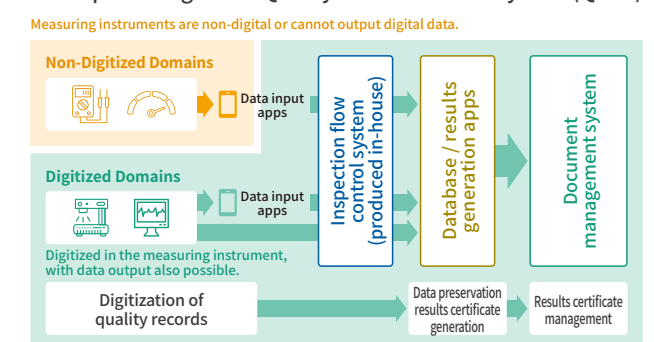 Measuring instruments are non-digital or cannot output digital data.
Non-Digitized Domains
Data input
apps
Digitized Domains
Data input
apps
Digitized in the measuring instrument,
with data output also possible.
Inspection flow
control system
(produced in-house)
Database / results
generation apps
Document
management system
Digitization of
quality records
Data preservation
results certificate
generation
Results certificate
management